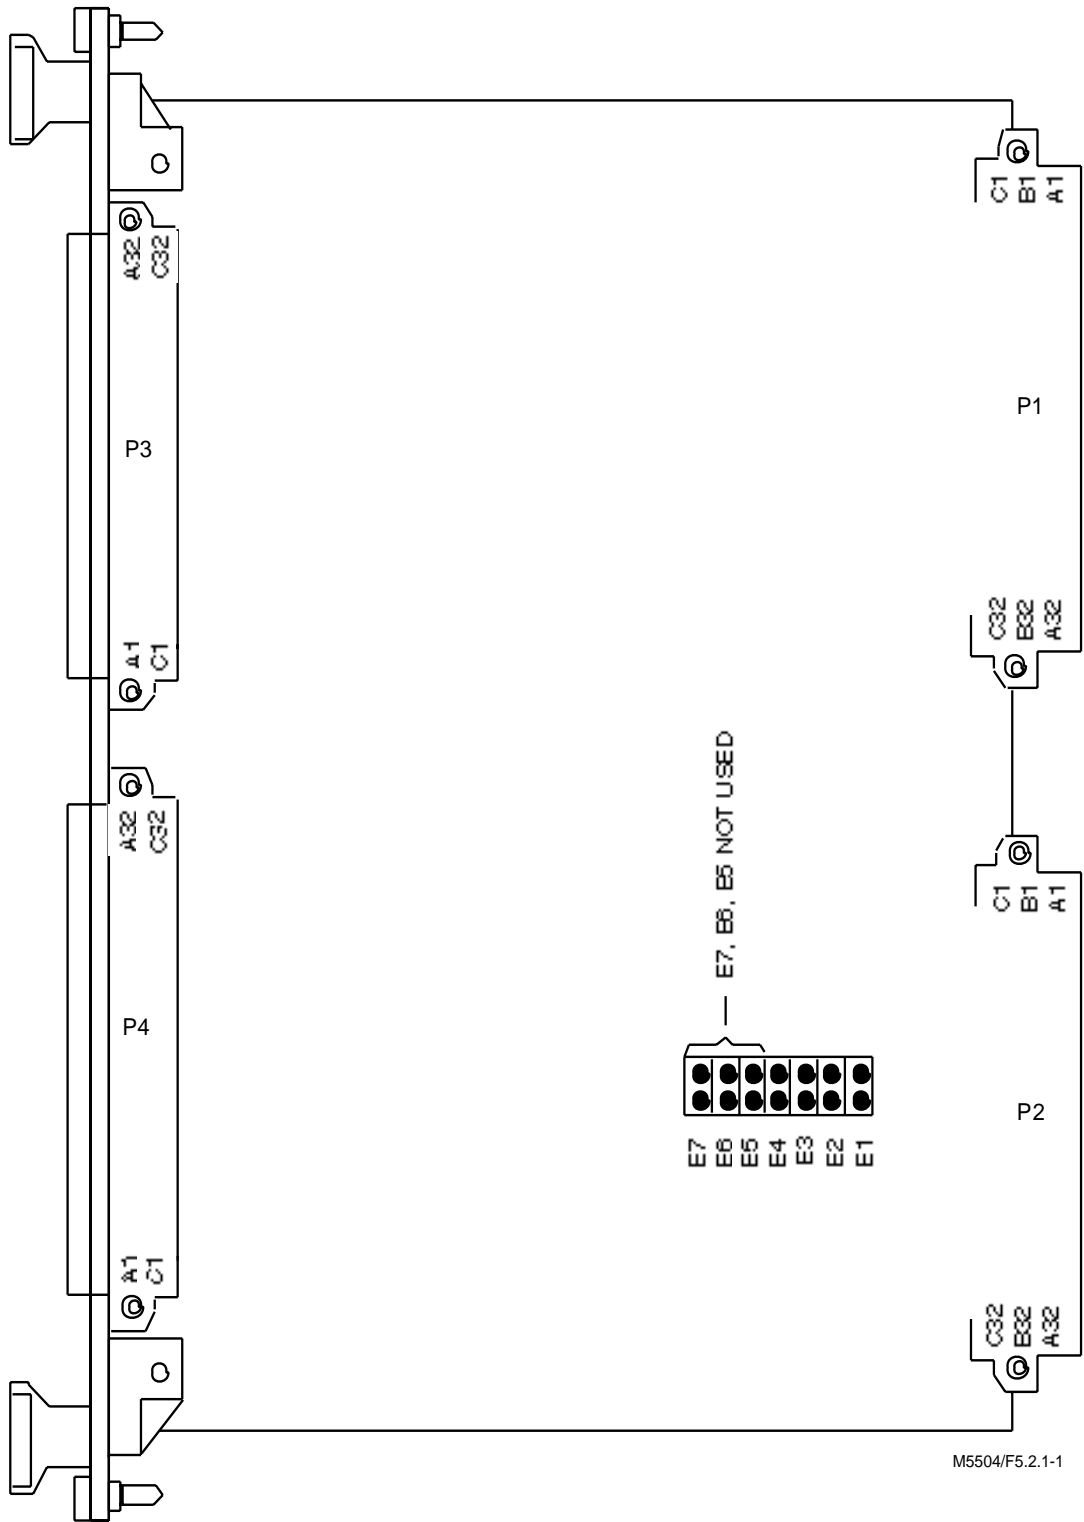 C1
B1
A1
A32
C32
P1
P3
C32
B32
A32
A1
C1
E7, E6, E5 NOT USED
A32
C32
C1
B1
A1
P4
P2
E7
E6
E5
E4
E3
E2
E1
A1
C1
C32
B32
A32
M5504/F5.2.1-1